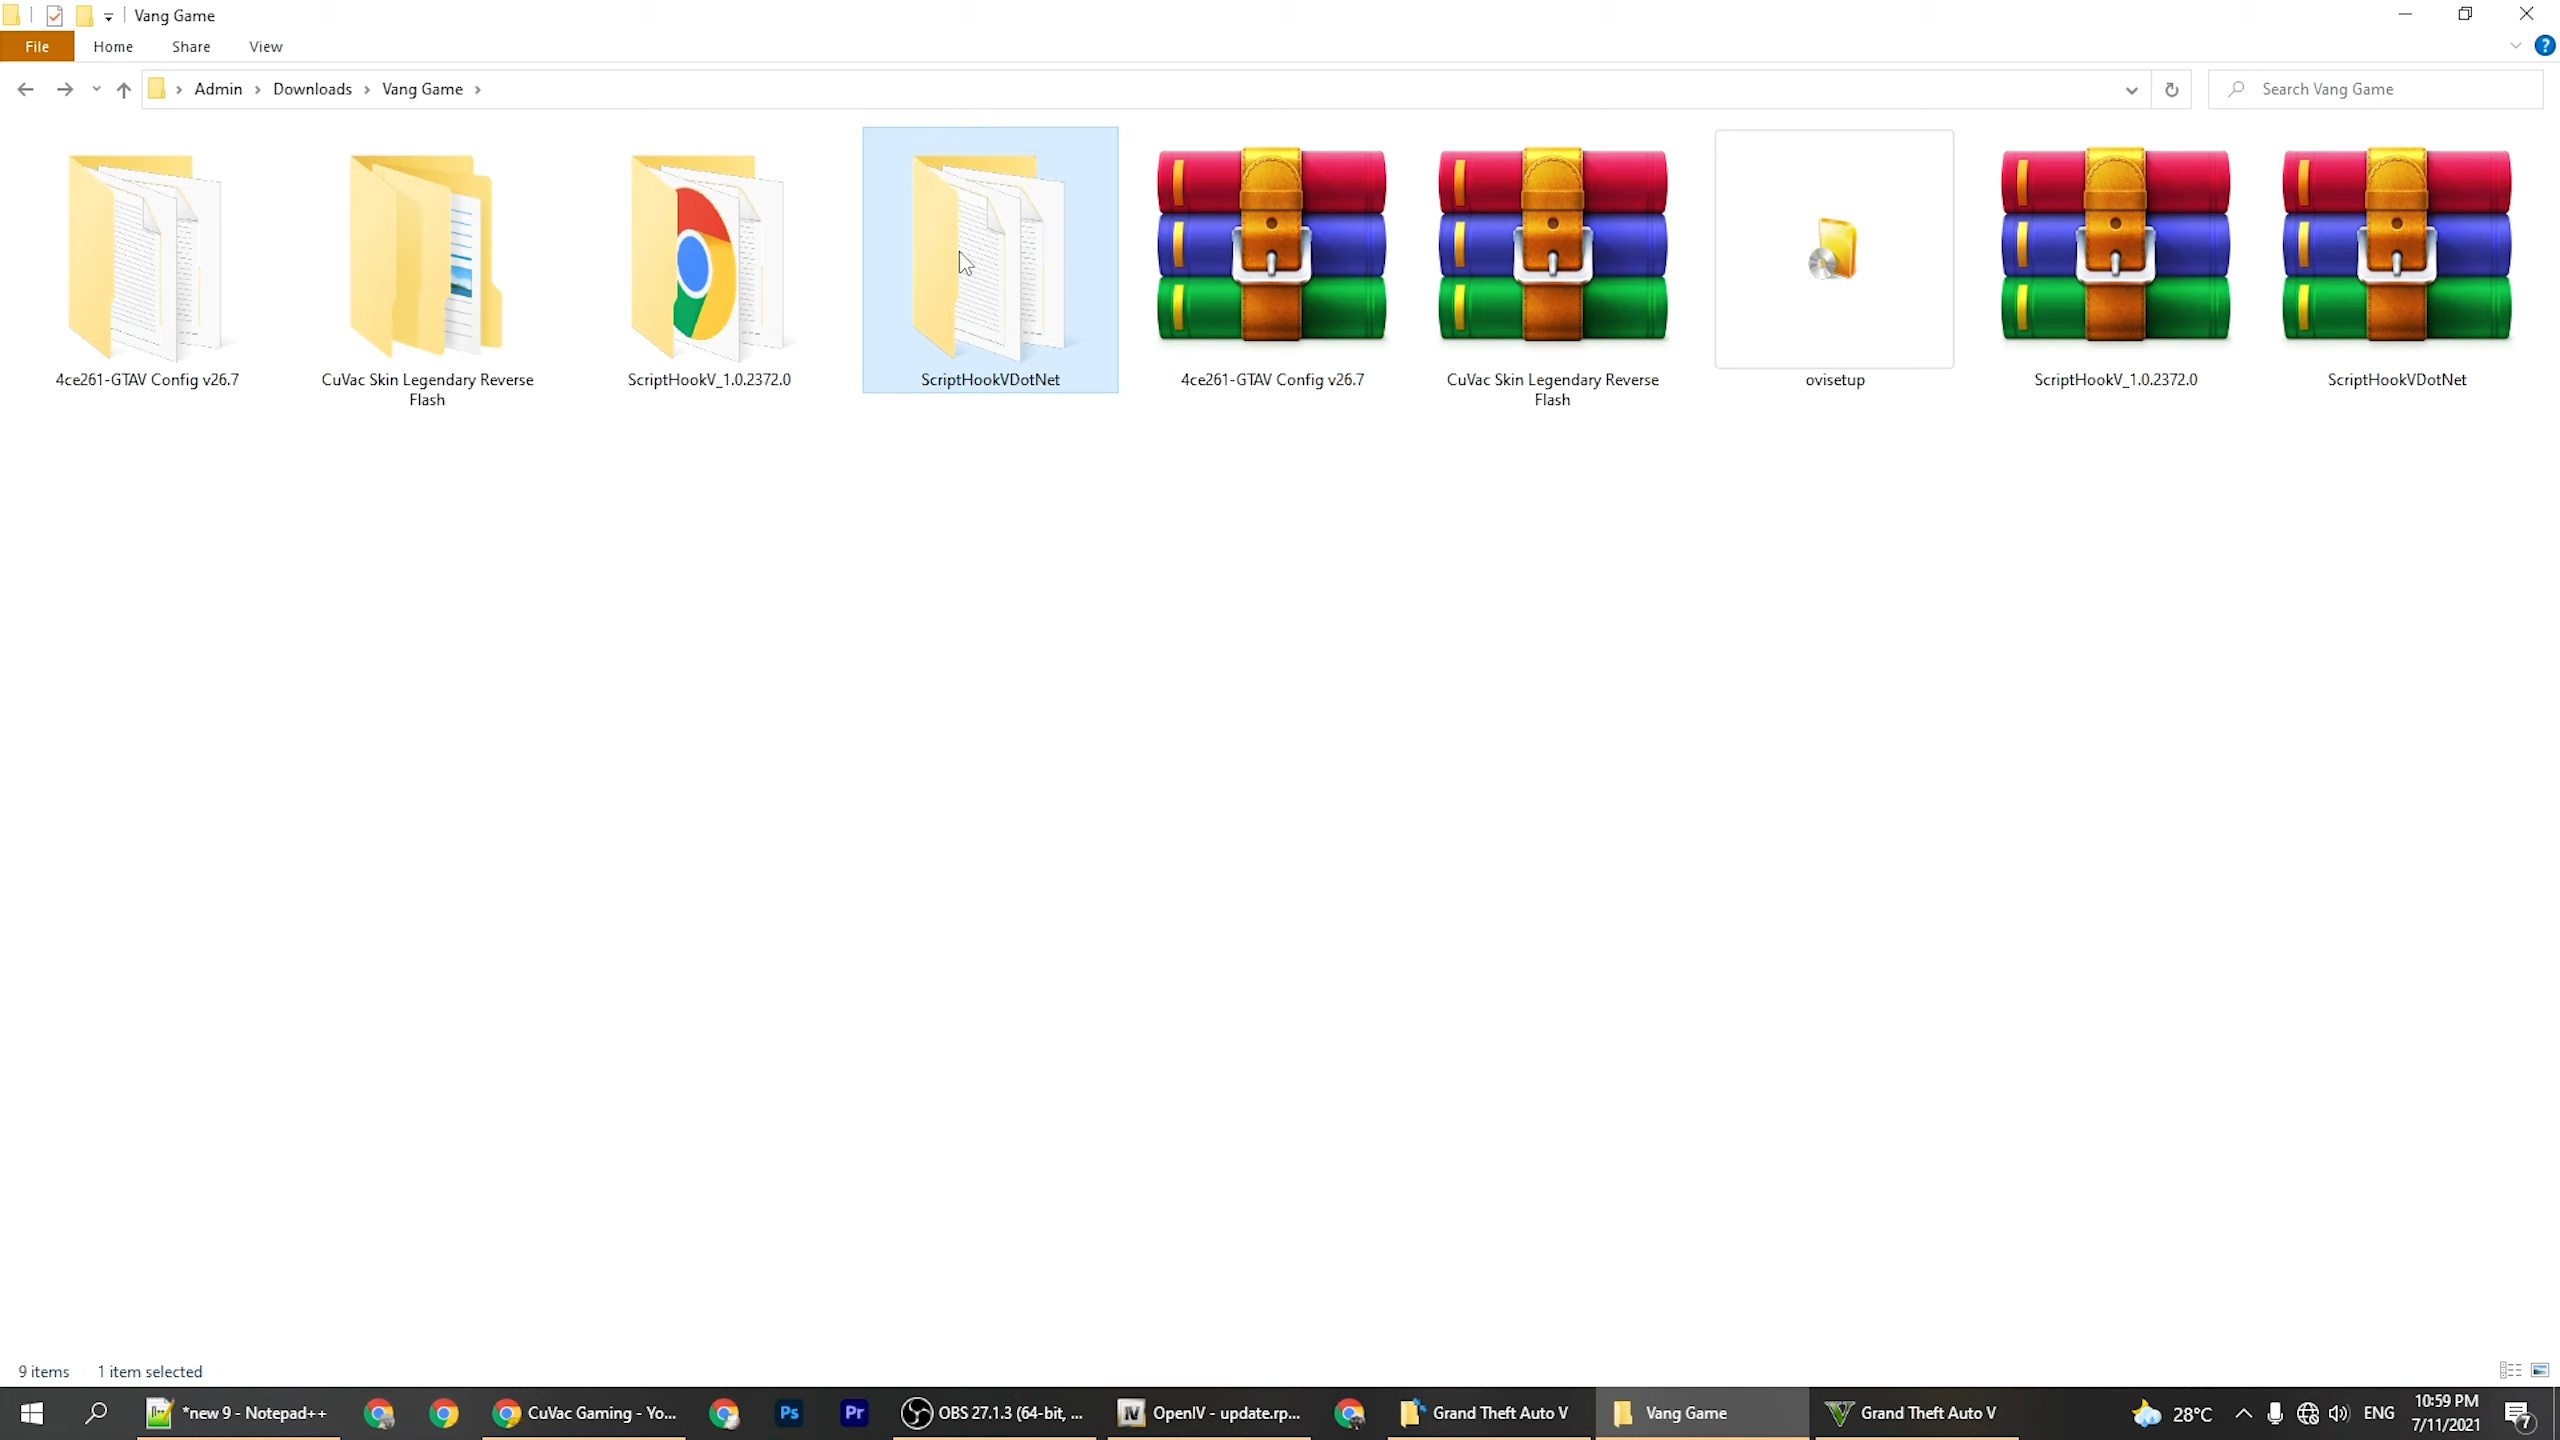 Vang Game
File Home Share View
Admin Downloads Vang Game Search Vang Game
4ce261-GTAV Config v26.7
CuVac Skin Legendary Reverse
Flash
ScriptHookV_1.0.2372.0
ScriptHookVDotNet
4ce261-GTAV Config v26.7
CuVac Skin Legendary Reverse
Flash
ovisetup
ScriptHookV_1.0.2372.0
ScriptHookVDotNet
9 items 1 item selected
*new 9 - Notepad++ CuVac Gaming - Yo... Ps Pr OBS 27.1.3 (64-bit, ... IV OpenIV - update.rp... Grand Theft Auto V Vang Game Grand Theft Auto V 28°C ENG 10:59 PM
7/11/2021 7